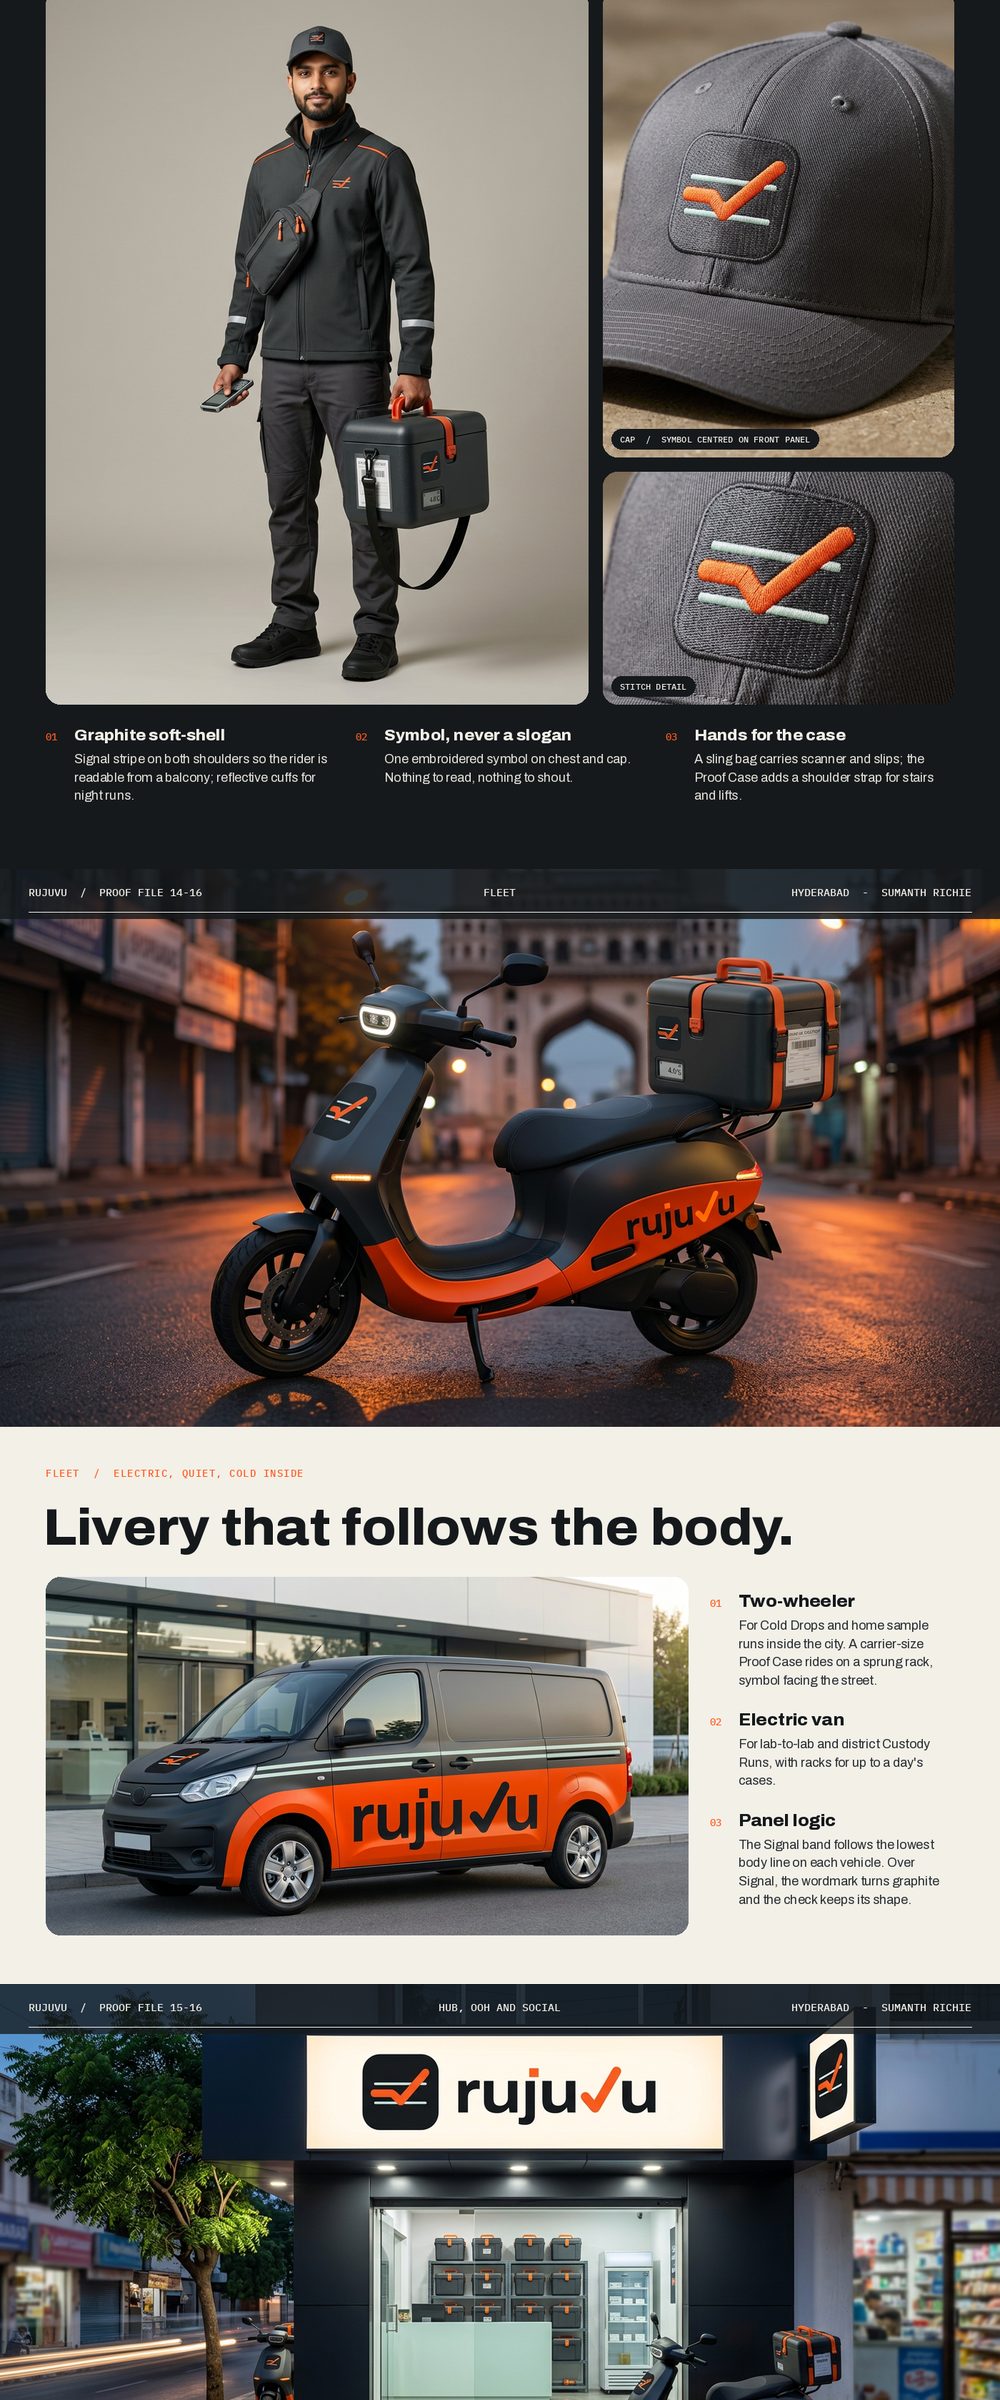 CAP / SYMBOL CENTRED ON FRONT PANEL
STITCH DETAIL
01 Graphite soft-shell
Signal stripe on both shoulders so the rider is
readable from a balcony; reflective cuffs for
night runs.
02 Symbol, never a slogan
One embroidered symbol on chest and cap.
Nothing to read, nothing to shout.
03 Hands for the case
A sling bag carries scanner and slips; the
Proof Case adds a shoulder strap for stairs
and lifts.
RUJUVU / PROOF FILE 14-16
FLEET
HYDERABAD - SUMANTH RICHIE
rujuvu
FLEET / ELECTRIC, QUIET, COLD INSIDE
Livery that follows the body.
rujuvu
01 Two-wheeler
For Cold Drops and home sample
runs inside the city. A carrier-size
Proof Case rides on a sprung rack,
symbol facing the street.
02 Electric van
For lab-to-lab and district Custody
Runs, with racks for up to a day's
cases.
03 Panel logic
The Signal band follows the lowest
body line on each vehicle. Over
Signal, the wordmark turns graphite
and the check keeps its shape.
RUJUVU / PROOF FILE 15-16
HUB, OOH AND SOCIAL
HYDERABAD - SUMANTH RICHIE
rujuvu